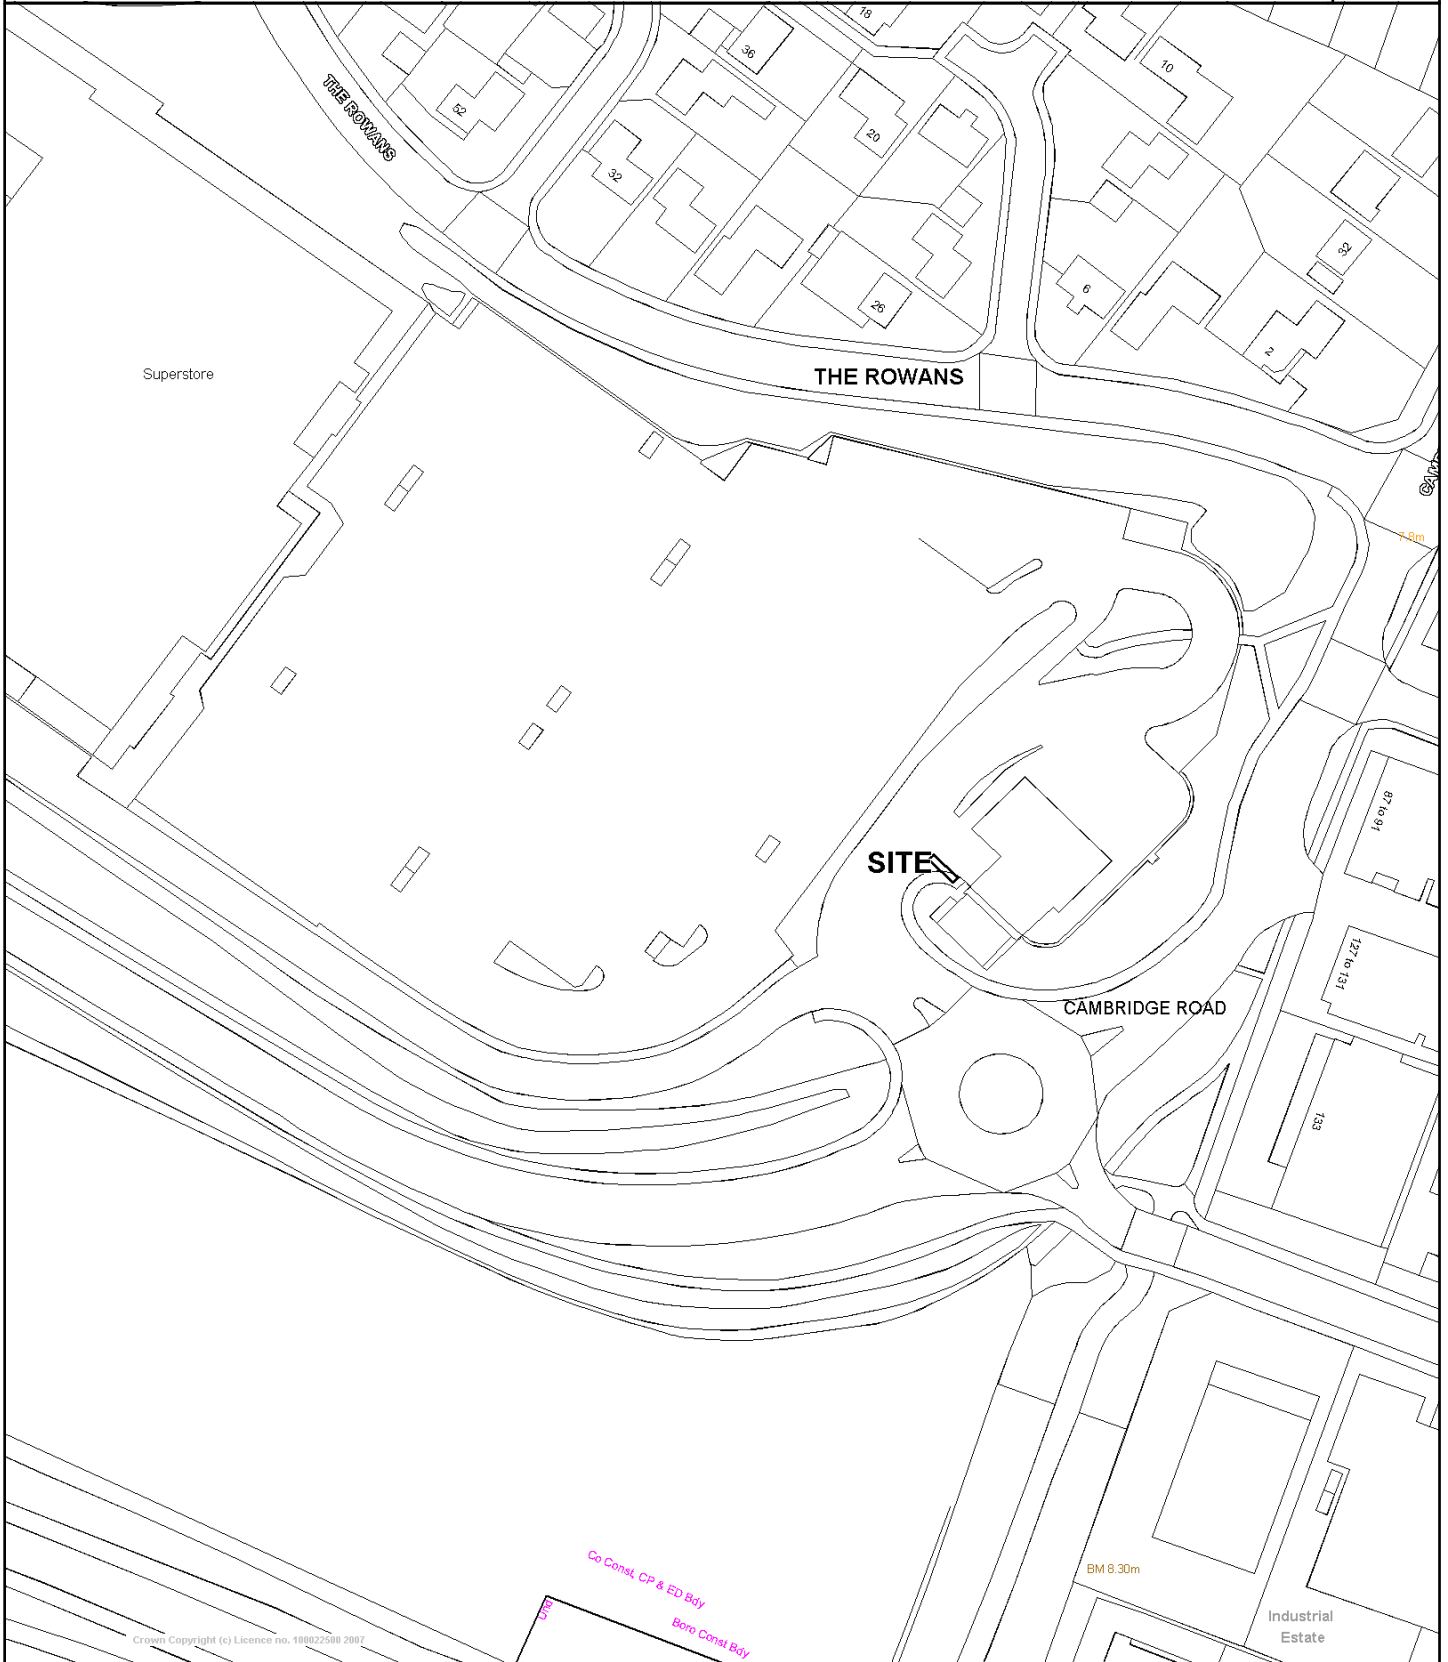 18
36
10
THE ROWANS
52
20
32
32
6
26
2
Superstore
THE ROWANS
7.9m
87 to 91
SITE
127 to 131
CAMBRIDGE ROAD
133
Co Const, CP & ED Bdy
BM 8.30m
Und
Boro Const Bdy
Industrial
Estate
Crown Copyright (c) Licence no. 100022500 2007